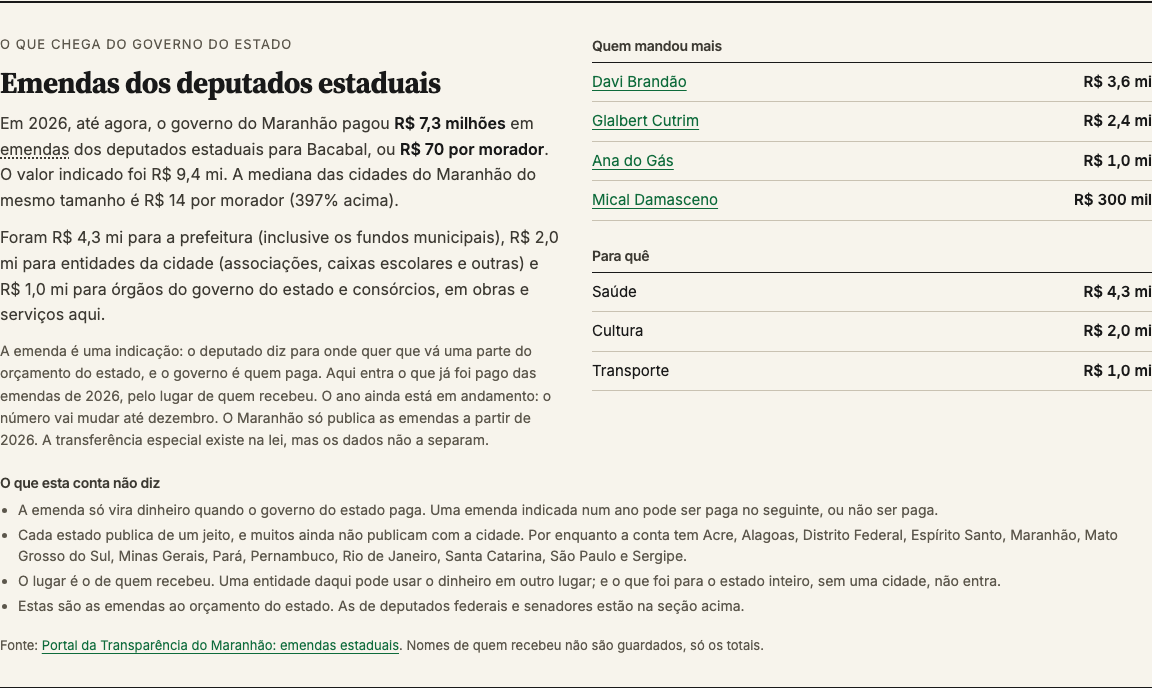 O QUE CHEGA DO GOVERNO DO ESTADO
Emendas dos deputados estaduais
Em 2026, até agora, o governo do Maranhão pagou R$ 7,3 milhões em
emendas dos deputados estaduais para Bacabal, ou R$ 70 por morador.
O valor indicado foi R$ 9,4 mi. A mediana das cidades do Maranhão do
mesmo tamanho é R$ 14 por morador (397% acima).
Foram R$ 4,3 mi para a prefeitura (inclusive os fundos municipais), R$ 2,0
mi para entidades da cidade (associações, caixas escolares e outras) e
R$ 1,0 mi para órgãos do governo do estado e consórcios, em obras e
serviços aqui.
A emenda é uma indicação: o deputado diz para onde quer que vá uma parte do
orçamento do estado, e o governo é quem paga. Aqui entra o que já foi pago das
emendas de 2026, pelo lugar de quem recebeu. O ano ainda está em andamento: o
número vai mudar até dezembro. O Maranhão só publica as emendas a partir de
2026. A transferência especial existe na lei, mas os dados não a separam.
Quem mandou mais
Davi Brandão R$ 3,6 mi
Glalbert Cutrim R$ 2,4 mi
Ana do Gás R$ 1,0 mi
Mical Damasceno R$ 300 mil
Para quê
Saúde R$ 4,3 mi
Cultura R$ 2,0 mi
Transporte R$ 1,0 mi
O que esta conta não diz
• A emenda só vira dinheiro quando o governo do estado paga. Uma emenda indicada num ano pode ser paga no seguinte, ou não ser paga.
• Cada estado publica de um jeito, e muitos ainda não publicam com a cidade. Por enquanto a conta tem Acre, Alagoas, Distrito Federal, Espírito Santo, Maranhão, Mato
Grosso do Sul, Minas Gerais, Pará, Pernambuco, Rio de Janeiro, Santa Catarina, São Paulo e Sergipe.
• O lugar é o de quem recebeu. Uma entidade daqui pode usar o dinheiro em outro lugar; e o que foi para o estado inteiro, sem uma cidade, não entra.
• Estas são as emendas ao orçamento do estado. As de deputados federais e senadores estão na seção acima.
Fonte: Portal da Transparência do Maranhão: emendas estaduais. Nomes de quem recebeu não são guardados, só os totais.